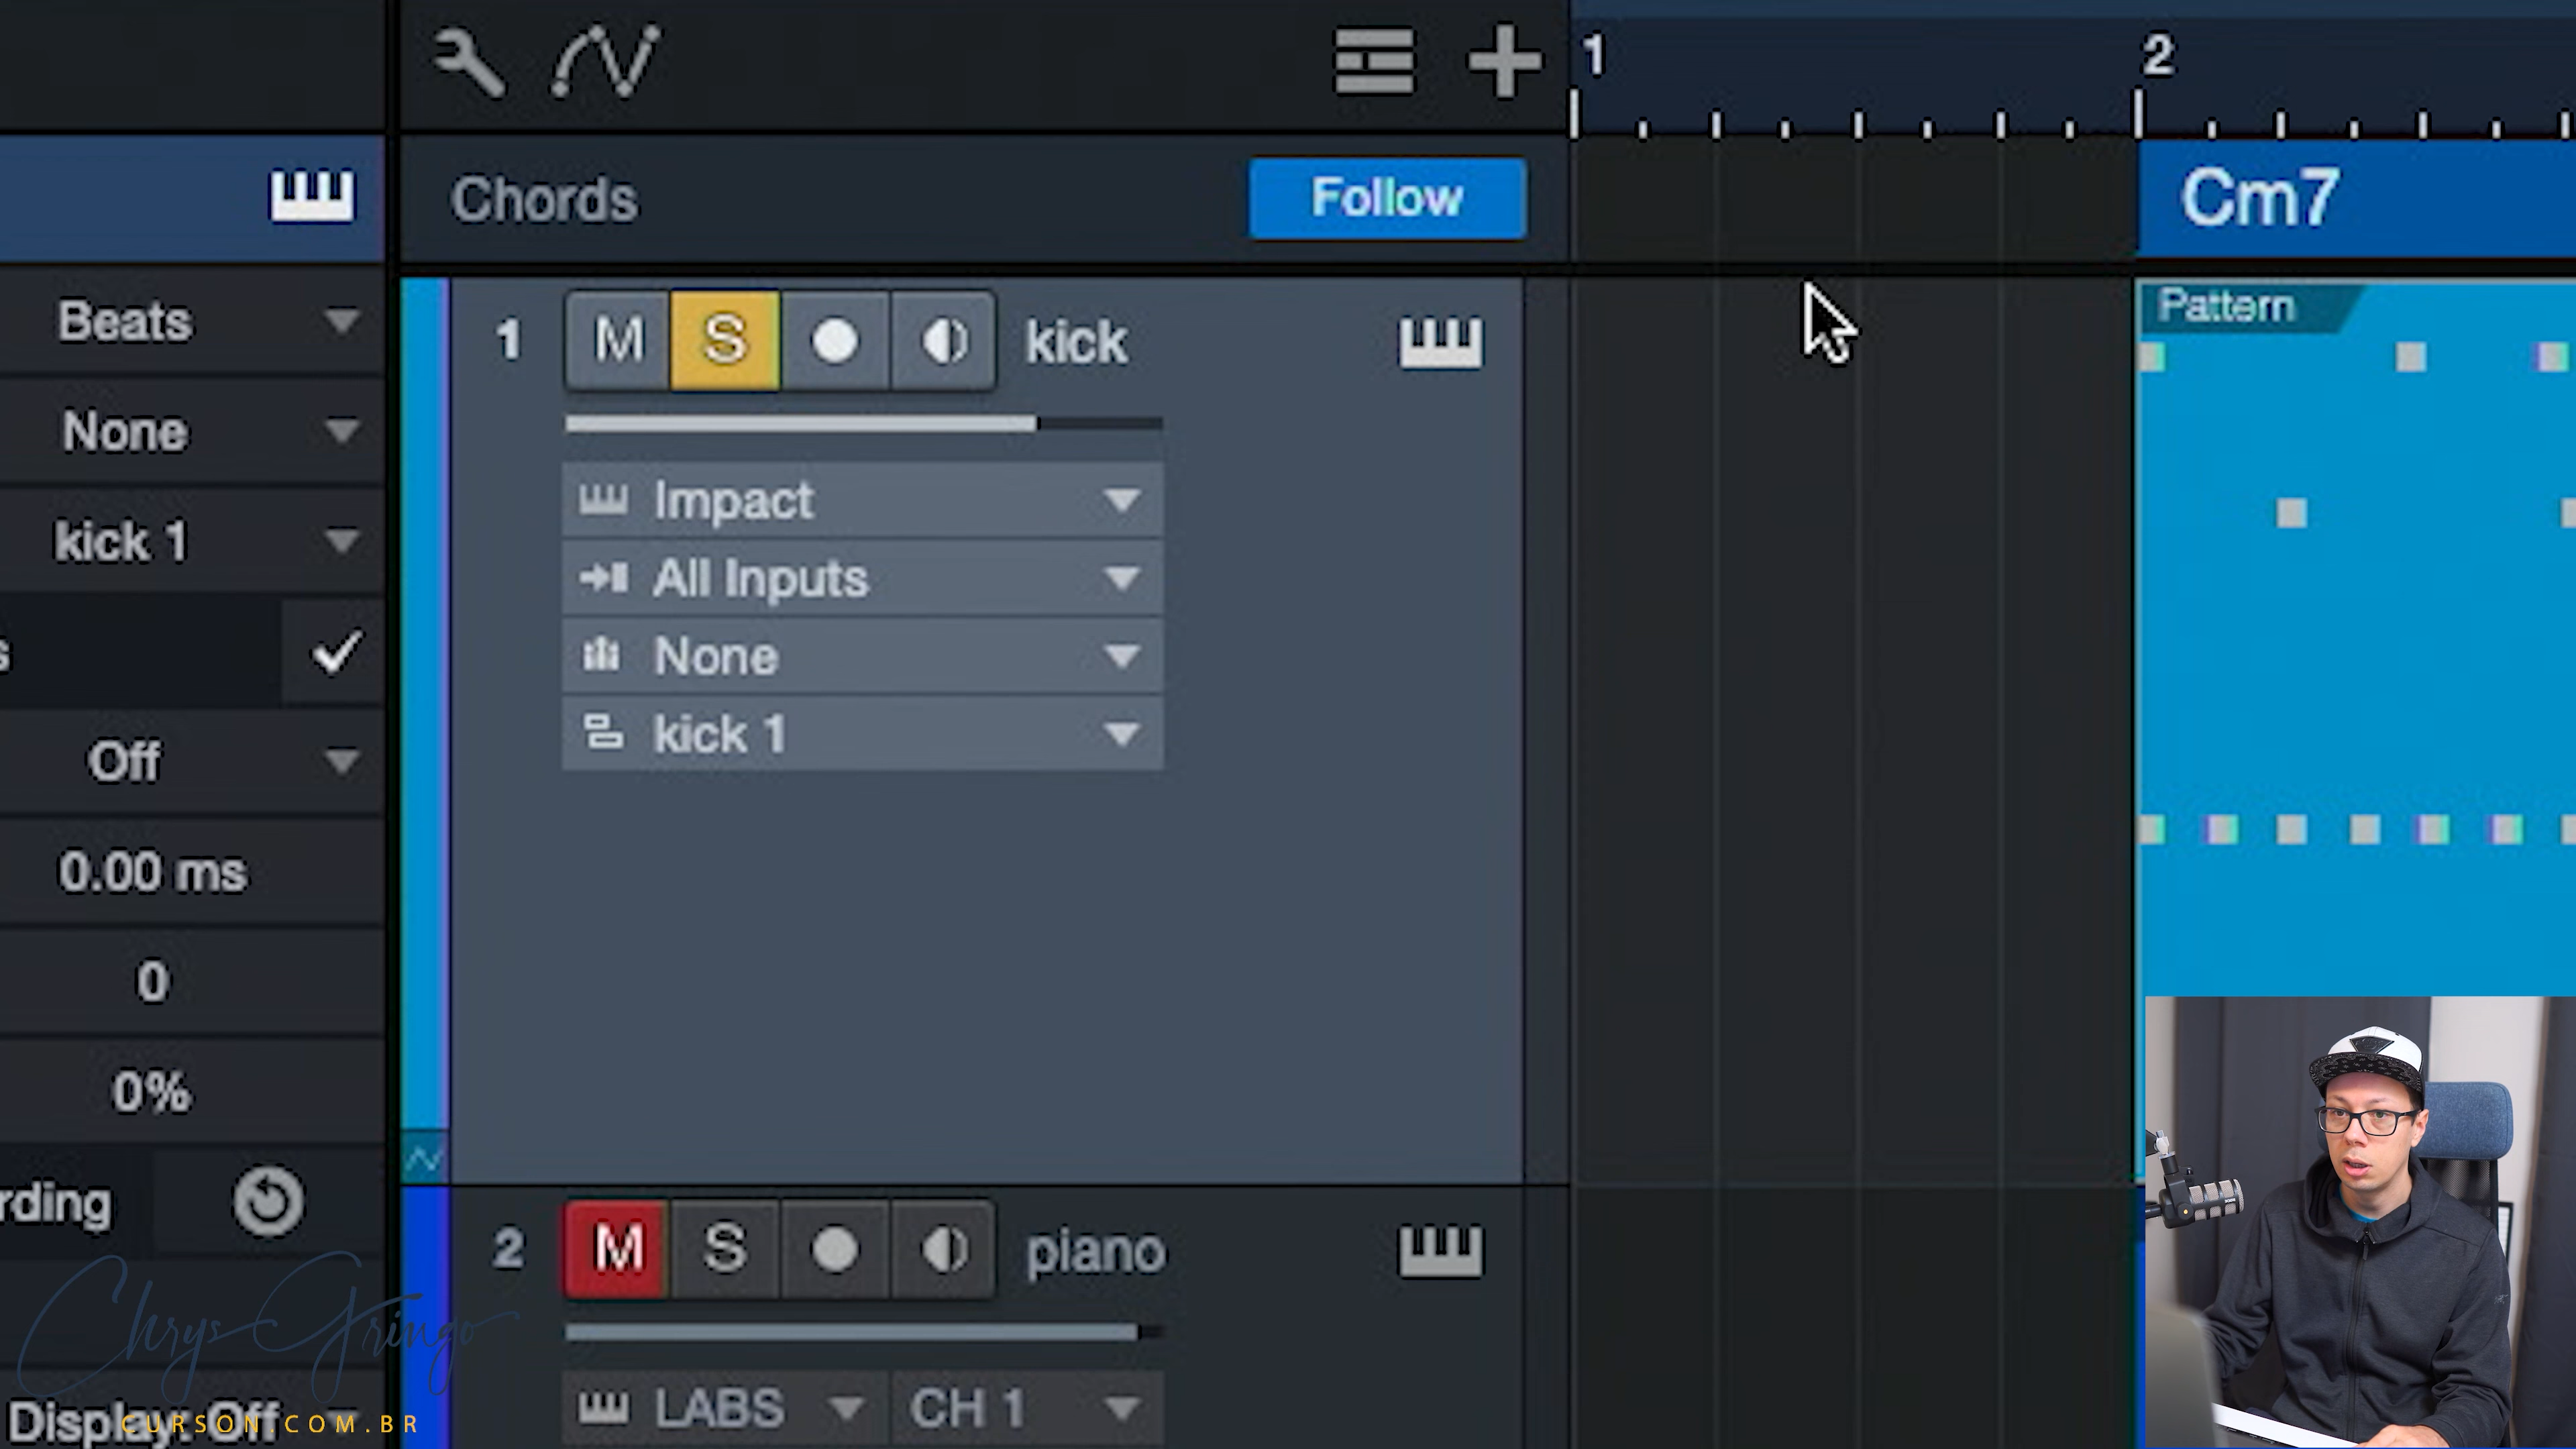 1
2
Chords
Follow
Cm7
Beats
None
kick 1
s
Off
0.00 ms
0
0%
rding
Display: Off
1
M
S
kick
Impact
All Inputs
None
kick 1
Pattern
2
M
S
piano
LABS
CH 1
Chrys Gringo
CURSON.COM.BR